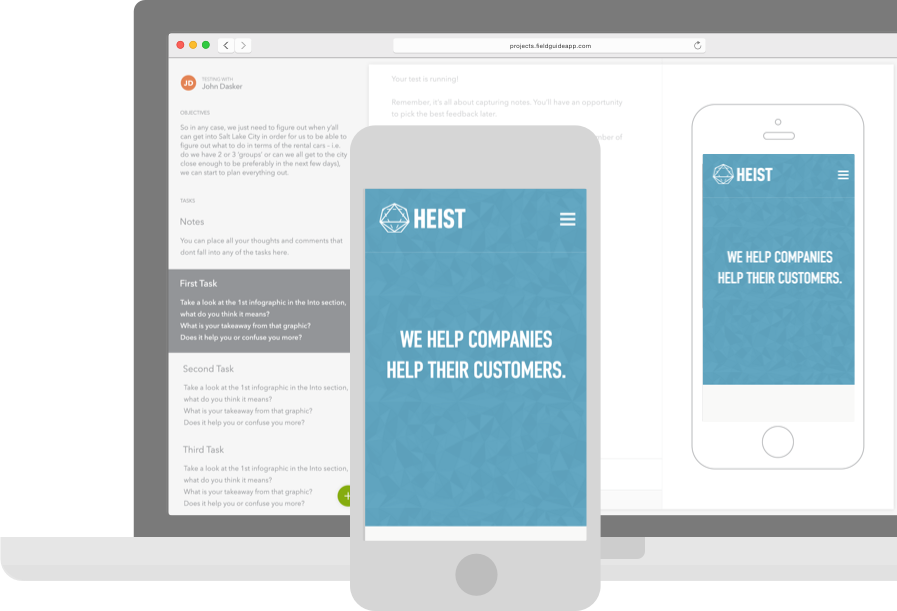 projects.fieldguideapp.com
JD
TESTING WITH
John Dasker
OBJECTIVES
So in any case, we just need to figure out when y'all
can get into Salt Lake City in order for us to be able to
figure out what to do in terms of the rental cars - i.e.
do we have 2 or 3 'groups' or can we all get to the city
close enough to be preferably in the next few days),
we can start to plan everything out.
TASKS
Notes
You can place all your thoughts and comments that
dont fall into any of the tasks here.
First Task
Take a look at the 1st infographic in the Into section,
what do you think it means?
What is your takeaway from that graphic?
Does it help you or confuse you more?
Second Task
Take a look at the 1st infographic in the Into section,
what do you think it means?
What is your takeaway from that graphic?
Does it help you or confuse you more?
Third Task
Take a look at the 1st infographic in the Into section,
what do you think it means?
What is your takeaway from that graphic?
Does it help you or confuse you more?
Your test is running!
Remember, it's all about capturing notes. You'll have an opportunity
to pick the best feedback later.
mber of
HEIST
WE HELP COMPANIES
HELP THEIR CUSTOMERS.
HEIST
WE HELP COMPANIES
HELP THEIR CUSTOMERS.